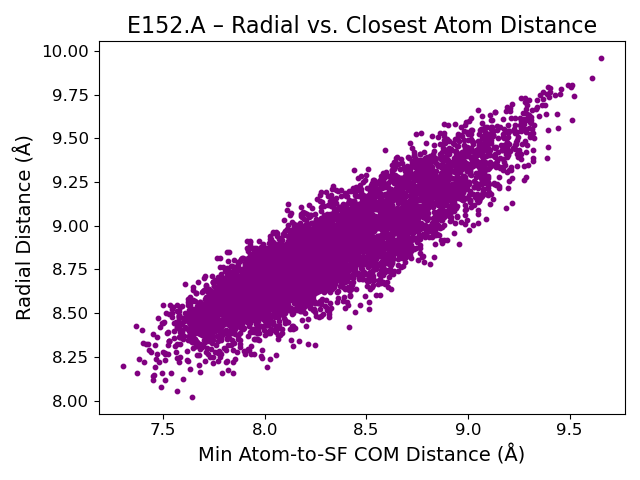 E152.A – Radial vs. Closest Atom Distance
10.00
9.75
9.50
9.25
9.00
8.75
8.50
8.25
8.00
Radial Distance (Å)
7.5 8.0 8.5 9.0 9.5
Min Atom-to-SF COM Distance (Å)